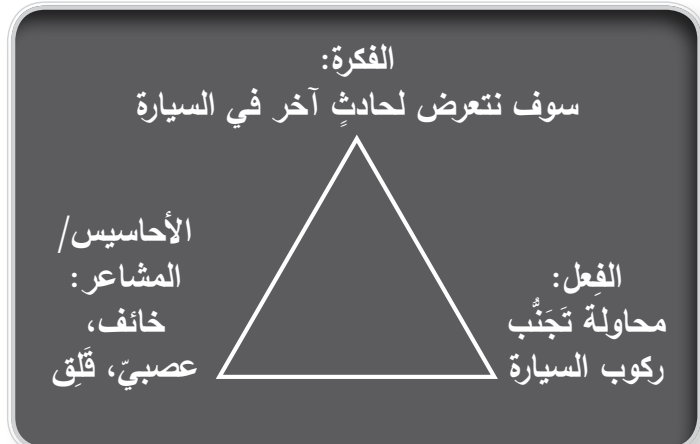 الفكرة:
سوف نتعرض لحادثٍ آخر في السيارة
الأحاسيس/
المشاعر:
خائف،
عصبيّ، قَلِق
الفِعل:
محاولة تَجَنُّب
ركوب السيارة